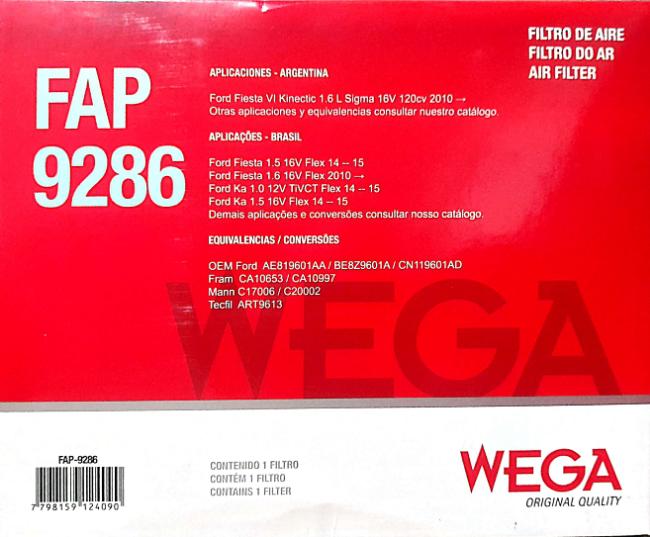 FILTRO DE AIRE
FILTRO DO AR
AIR FILTER
FAP
9286
APLICACIONES - ARGENTINA
Ford Fiesta VI Kinectic 1.6 L Sigma 16V 120cv 2010 →
Otras aplicaciones y equivalencias consultar nuestro catálogo.
APLICAÇÕES - BRASIL
Ford Fiesta 1.5 16V Flex 14 -- 15
Ford Fiesta 1.6 16V Flex 2010 →
Ford Ka 1.0 12V TiVCT Flex 14 -- 15
Ford Ka 1.5 16V Flex 14 -- 15
Demais aplicações e conversões consultar nosso catálogo.
EQUIVALENCIAS / CONVERSÕES
OEM Ford AE819601AA / BE8Z9601A / CN119601AD
Fram CA10653 / CA10997
Mann C17006 / C20002
Tecfil ART9613
WEGA
FAP-9286
7 798159 124090
CONTENIDO 1 FILTRO
CONTÉM 1 FILTRO
CONTAINS 1 FILTER
WEGA
ORIGINAL QUALITY